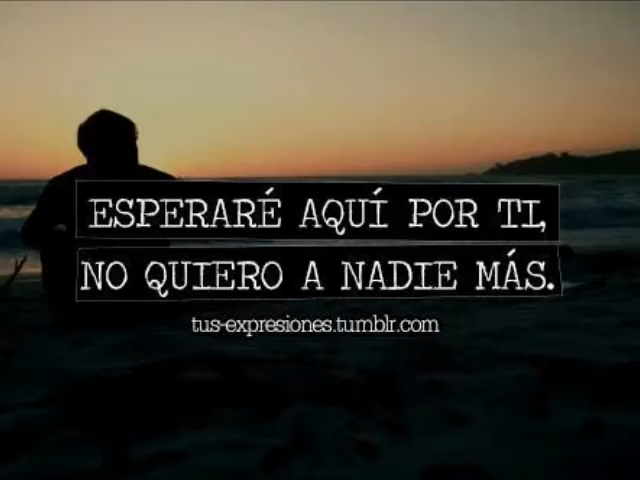 ESPERARÉ AQUÍ POR TI,
NO QUIERO A NADIE MÁS.
tus-expresiones.tumblr.com